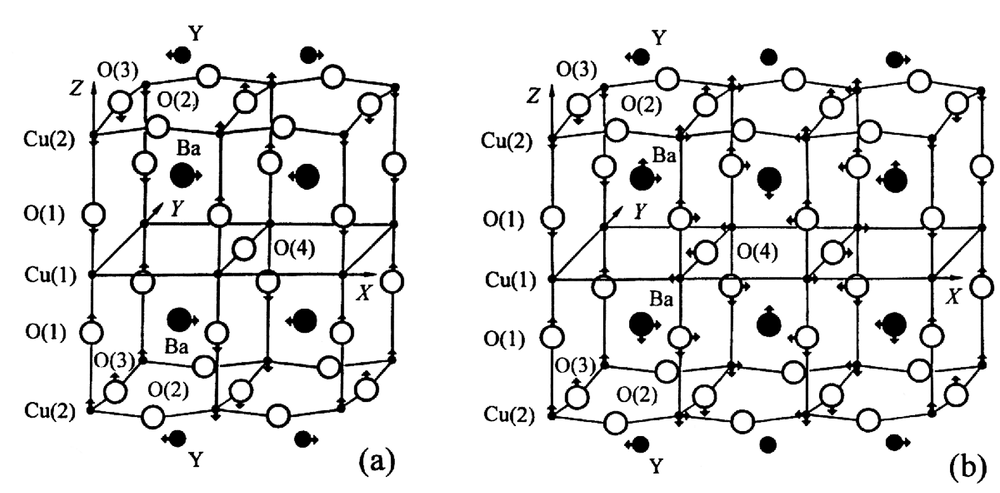 Y
O(3)
Z
O(2)
Cu(2)
Ba
O(1)
Y
O(4)
Cu(1)
X
O(1)
Ba
O(3)
O(2)
Cu(2)
Y
(a)
Y
O(3)
Z
O(2)
Cu(2)
Ba
O(1)
Y
O(4)
Cu(1)
X
Ba
O(1)
O(3)
O(2)
Cu(2)
Y
(b)